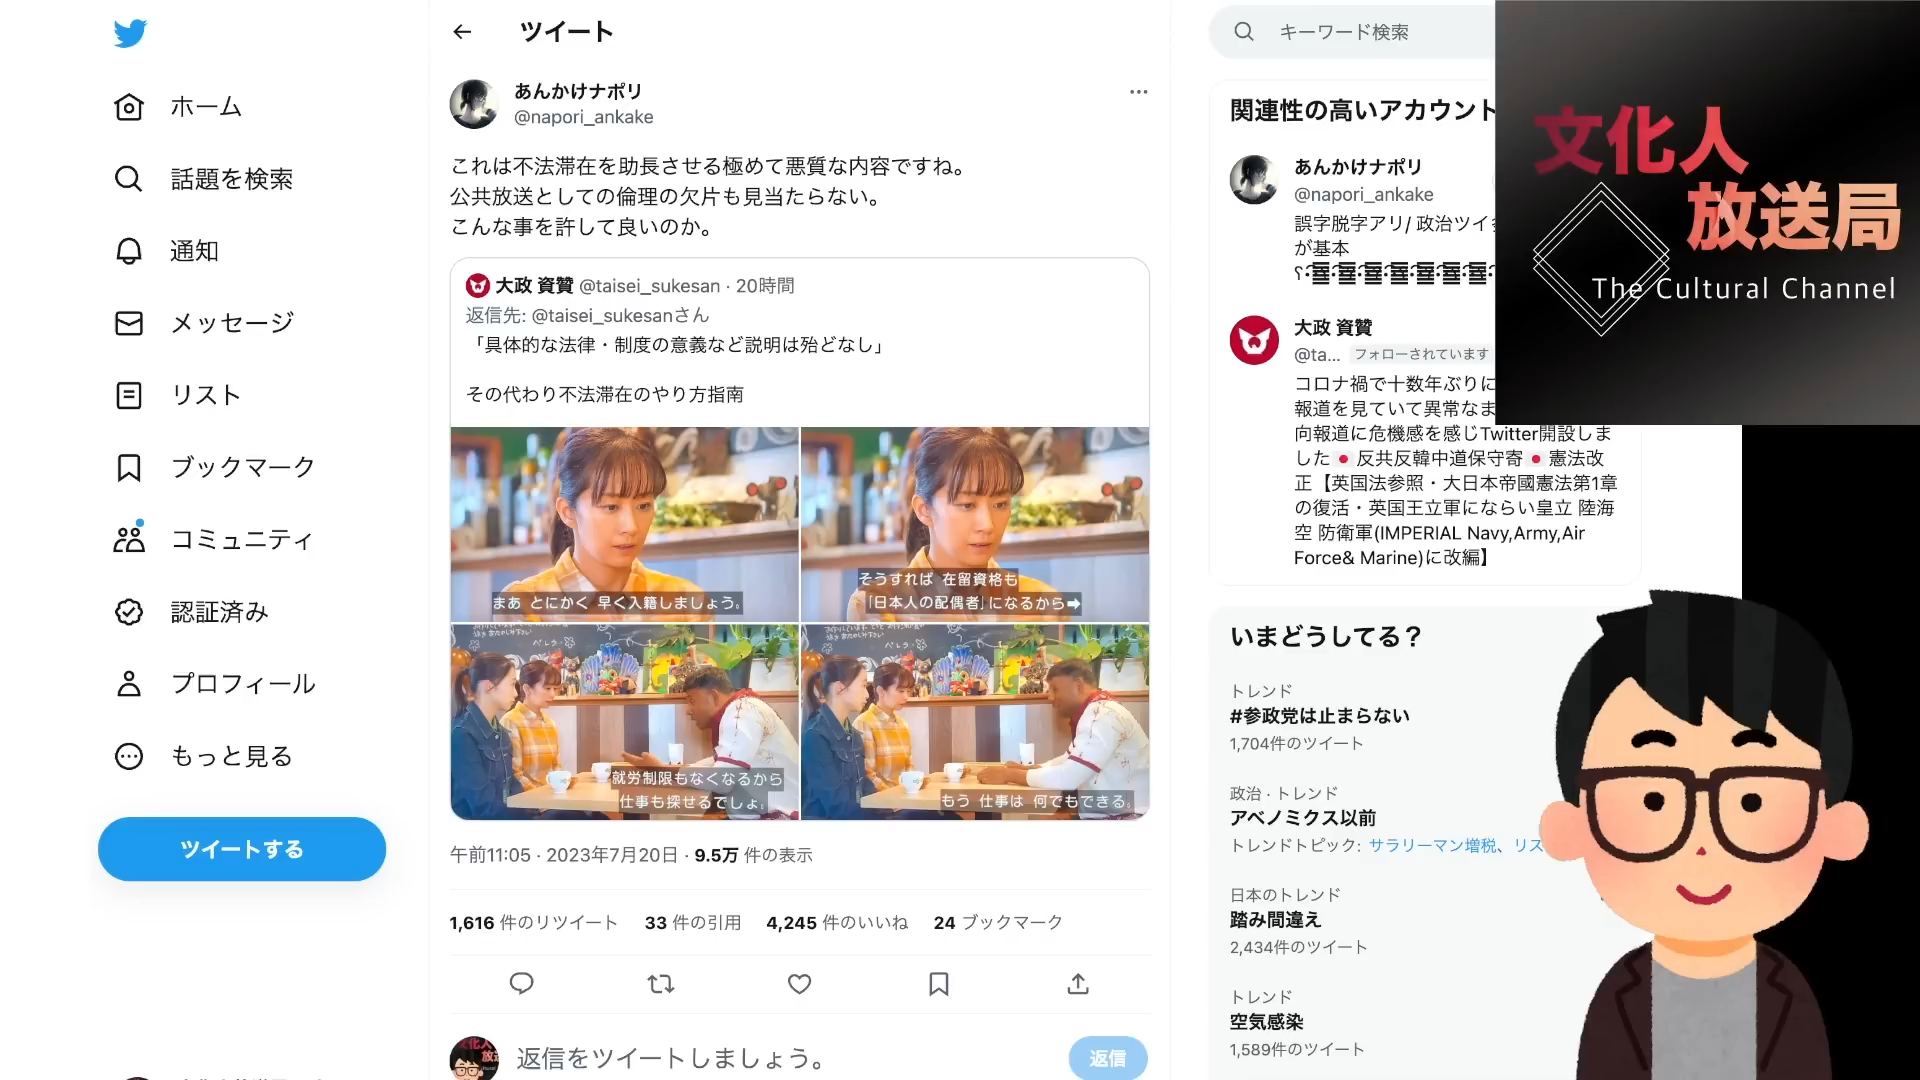 ホーム
話題を検索
通知
メッセージ
リスト
ブックマーク
コミュニティ
認証済み
プロフィール
もっと見る
ツイートする
ツイート
あんかけナポリ
@napori_ankake
これは不法滞在を助長させる極めて悪質な内容ですね。
公共放送としての倫理の欠片も見当たらない。
こんな事を許して良いのか。
大政 資贊 @taisei_sukesan · 20時間
返信先: @taisei_sukesanさん
「具体的な法律・制度の意義など説明は殆どなし」
その代わり不法滞在のやり方指南
まあ とにかく 早く入籍しましょう。
そうすれば 在留資格も
「日本人の配偶者」になるから➡
就労制限もなくなるから
仕事も探せるでしょ。
もう 仕事は 何でもできる。
午前11:05 · 2023年7月20日 · 9.5万 件の表示
1,616 件のリツイート 33 件の引用 4,245 件のいいね 24 ブックマーク
返信をツイートしましょう。
返信
キーワード検索
関連性の高いアカウント
あんかけナポリ
@napori_ankake
誤字脱字アリ/ 政治ツイ
が基本
大政 資贊
@ta... フォローされています
コロナ禍で十数年ぶりに
報道を見ていて異常なま
向報道に危機感を感じTwitter開設しま
した🇯🇵反共反韓中道保守寄🇯🇵憲法改
正【英国法参照・大日本帝國憲法第1章
の復活・英国王立軍にならい皇立 陸海
空 防衛軍(IMPERIAL Navy,Army,Air
Force& Marine)に改編】
いまどうしてる？
トレンド
#参政党は止まらない
1,704件のツイート
政治 · トレンド
アベノミクス以前
トレンドトピック: サラリーマン増税、リス
日本のトレンド
踏み間違え
2,434件のツイート
トレンド
空気感染
1,589件のツイート
文化人
放送局
The Cultural Channel